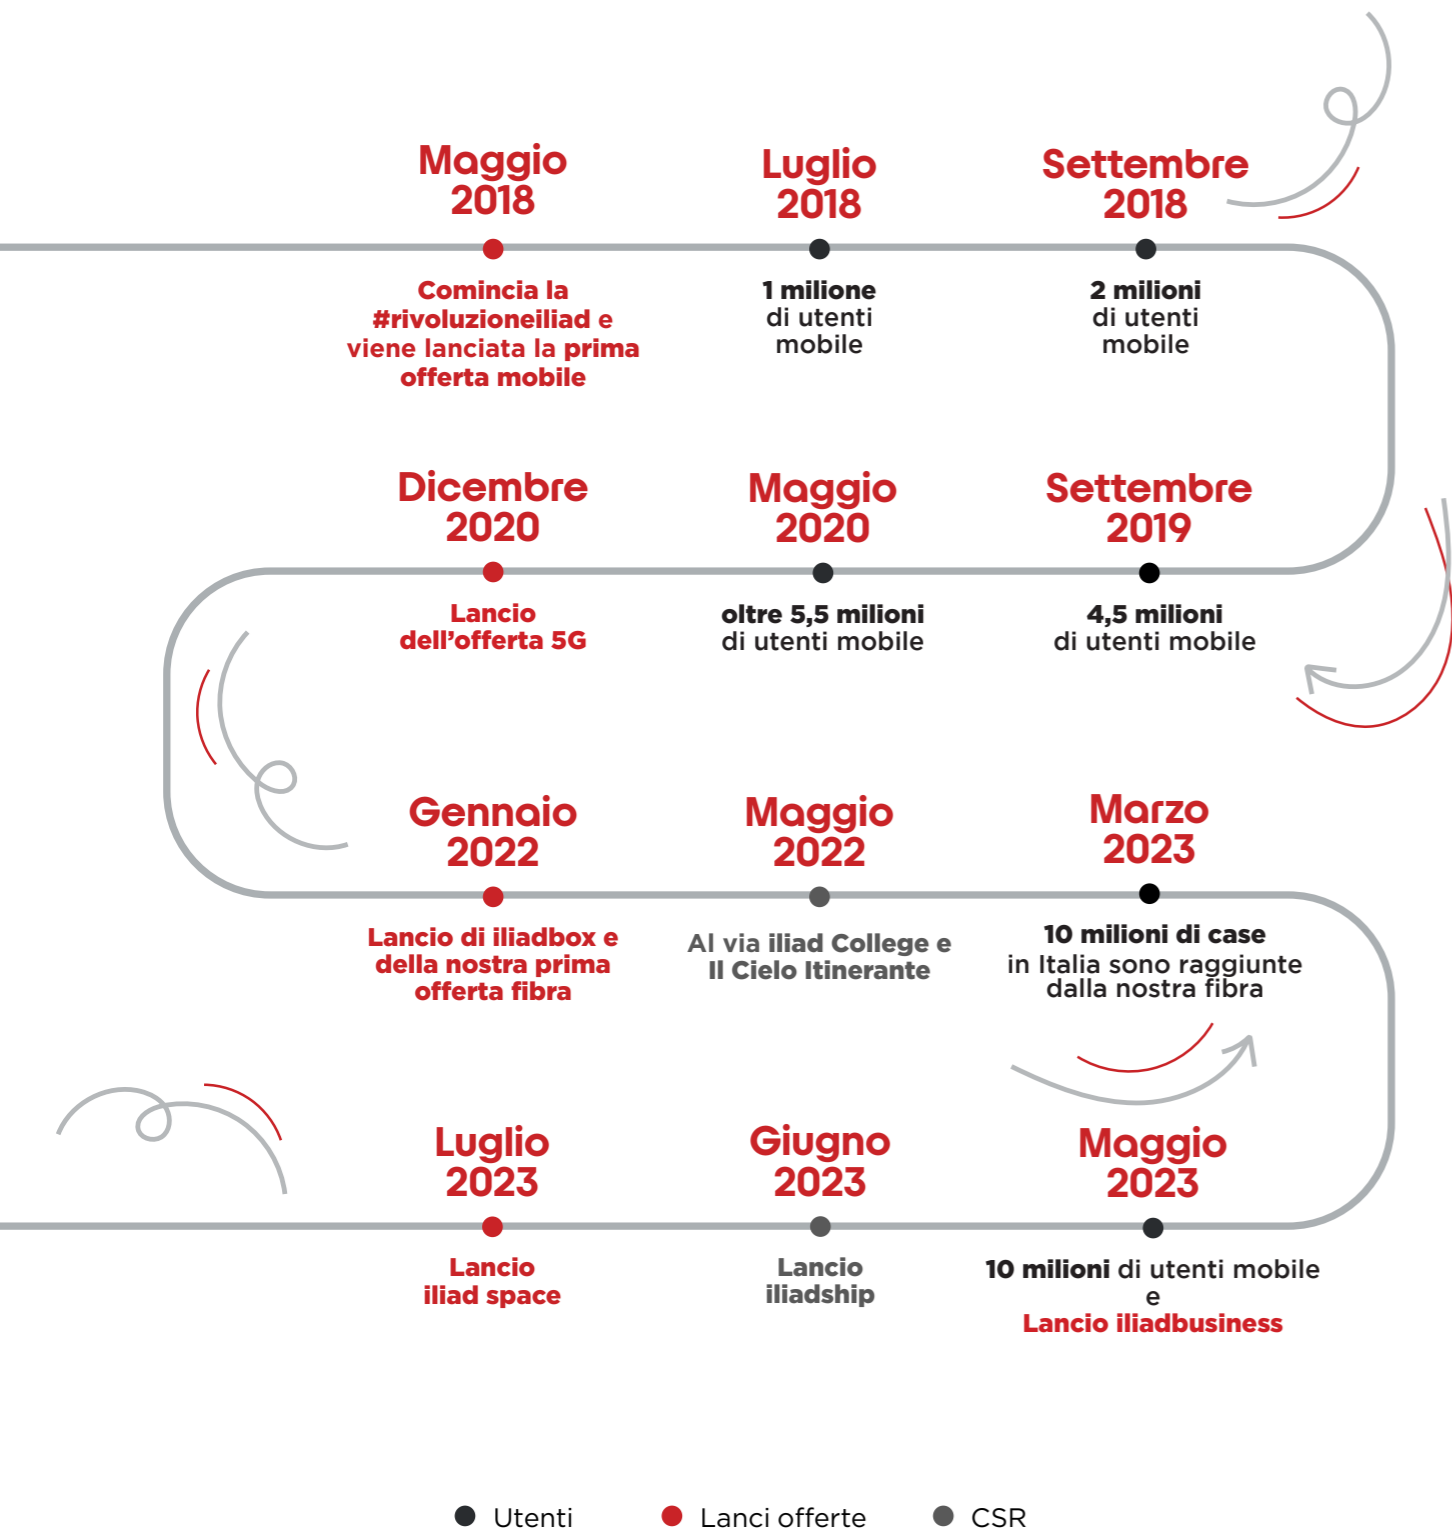 Maggio
2018
Comincia la
#rivoluzioneiliad e
viene lanciata la prima
offerta mobile
Luglio
2018
1 milione
di utenti
mobile
Settembre
2018
2 milioni
di utenti
mobile
Settembre
2019
4,5 milioni
di utenti mobile
Maggio
2020
oltre 5,5 milioni
di utenti mobile
Dicembre
2020
Lancio
dell’offerta 5G
Gennaio
2022
Lancio di iliadbox e
della nostra prima
offerta fibra
Maggio
2022
Al via iliad College e
Il Cielo Itinerante
Marzo
2023
10 milioni di case
in Italia sono raggiunte
dalla nostra fibra
Maggio
2023
10 milioni di utenti mobile
e
Lancio iliadbusiness
Giugno
2023
Lancio
iliadship
Luglio
2023
Lancio
iliad space
Utenti
Lanci offerte
CSR